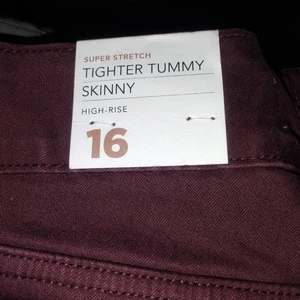 SUPER STRETCH
TIGHTER TUMMY
SKINNY
HIGH-RISE
16